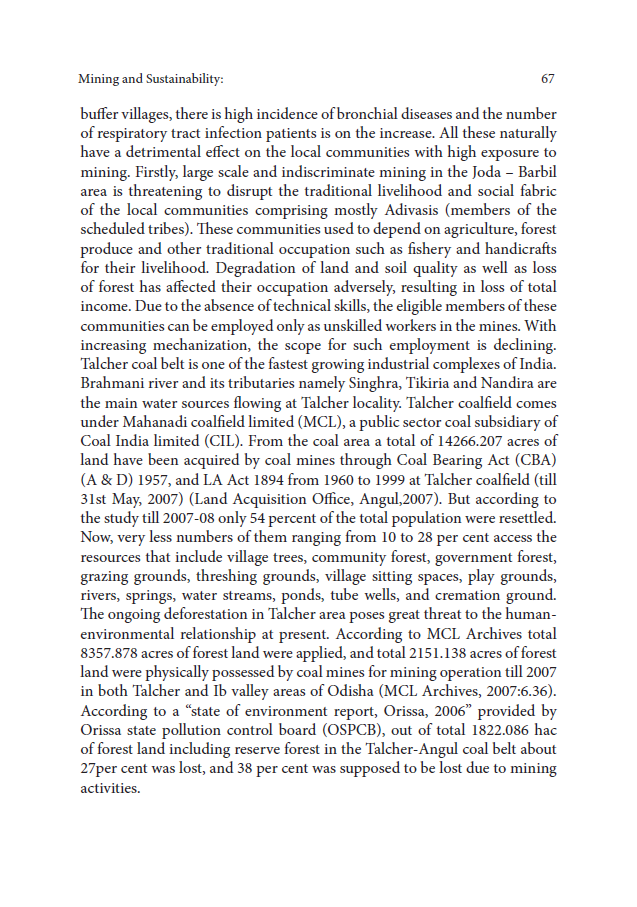 Mining and Sustainability: 67
buffer villages, there is high incidence of bronchial diseases and the number
of respiratory tract infection patients is on the increase. All these naturally
have a detrimental effect on the local communities with high exposure to
mining. Firstly, large scale and indiscriminate mining in the Joda – Barbil
area is threatening to disrupt the traditional livelihood and social fabric
of the local communities comprising mostly Adivasis (members of the
scheduled tribes). These communities used to depend on agriculture, forest
produce and other traditional occupation such as fishery and handicrafts
for their livelihood. Degradation of land and soil quality as well as loss
of forest has affected their occupation adversely, resulting in loss of total
income. Due to the absence of technical skills, the eligible members of these
communities can be employed only as unskilled workers in the mines. With
increasing mechanization, the scope for such employment is declining.
Talcher coal belt is one of the fastest growing industrial complexes of India.
Brahmani river and its tributaries namely Singhra, Tikiria and Nandira are
the main water sources flowing at Talcher locality. Talcher coalfield comes
under Mahanadi coalfield limited (MCL), a public sector coal subsidiary of
Coal India limited (CIL). From the coal area a total of 14266.207 acres of
land have been acquired by coal mines through Coal Bearing Act (CBA)
(A & D) 1957, and LA Act 1894 from 1960 to 1999 at Talcher coalfield (till
31st May, 2007) (Land Acquisition Office, Angul,2007). But according to
the study till 2007-08 only 54 percent of the total population were resettled.
Now, very less numbers of them ranging from 10 to 28 per cent access the
resources that include village trees, community forest, government forest,
grazing grounds, threshing grounds, village sitting spaces, play grounds,
rivers, springs, water streams, ponds, tube wells, and cremation ground.
The ongoing deforestation in Talcher area poses great threat to the human-
environmental relationship at present. According to MCL Archives total
8357.878 acres of forest land were applied, and total 2151.138 acres of forest
land were physically possessed by coal mines for mining operation till 2007
in both Talcher and Ib valley areas of Odisha (MCL Archives, 2007:6.36).
According to a “state of environment report, Orissa, 2006” provided by
Orissa state pollution control board (OSPCB), out of total 1822.086 hac
of forest land including reserve forest in the Talcher-Angul coal belt about
27per cent was lost, and 38 per cent was supposed to be lost due to mining
activities.